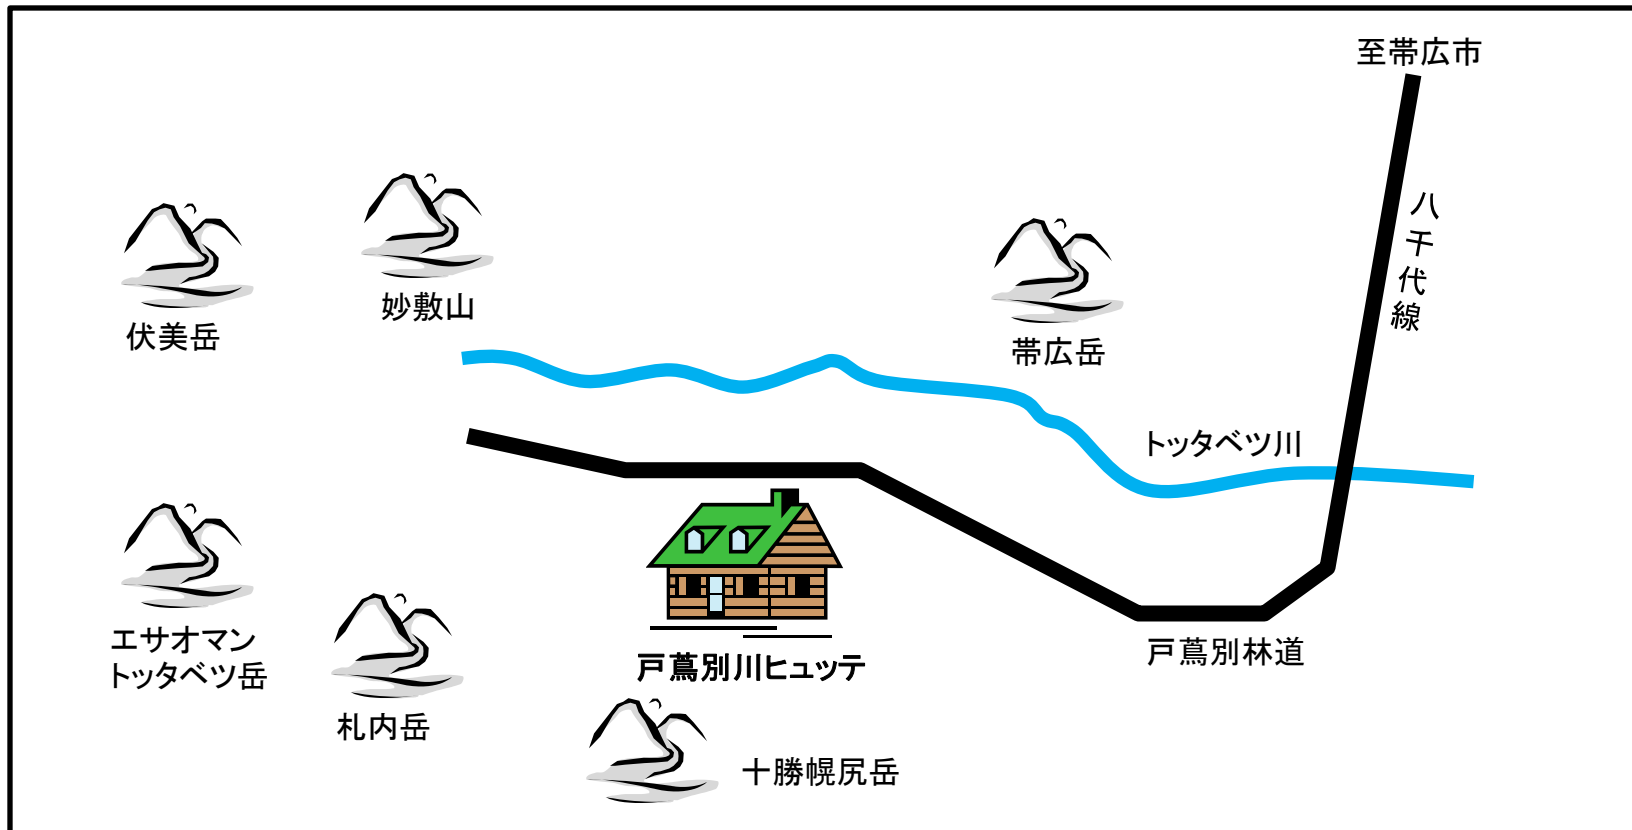 至帯広市
八千代線
妙敷山
伏美岳
帯広岳
トッタベツ川
エサオマン
トッタベツ岳
戸蔦別川ヒュッテ
戸蔦別林道
札内岳
十勝幌尻岳